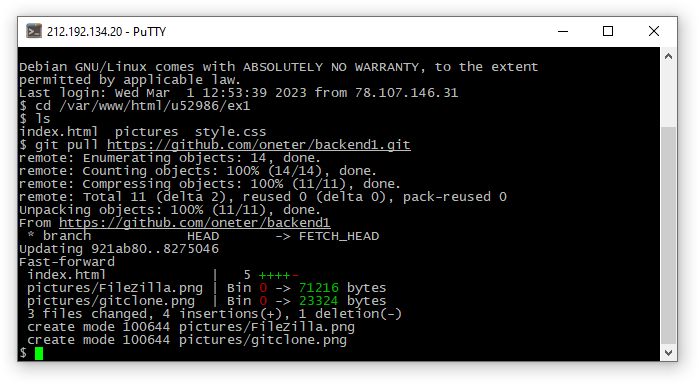 212.192.134.20 - PuTTY
Debian GNU/Linux comes with ABSOLUTELY NO WARRANTY, to the extent
permitted by applicable law.
Last login: Wed Mar  1 12:53:39 2023 from 78.107.146.31
$ cd /var/www/html/u52986/ex1
$ ls
index.html  pictures  style.css
$ git pull https://github.com/oneter/backend1.git
remote: Enumerating objects: 14, done.
remote: Counting objects: 100% (14/14), done.
remote: Compressing objects: 100% (11/11), done.
remote: Total 11 (delta 2), reused 0 (delta 0), pack-reused 0
Unpacking objects: 100% (11/11), done.
From https://github.com/oneter/backend1
 * branch            HEAD       -> FETCH_HEAD
Updating 921ab80..8275046
Fast-forward
 index.html             |   5 ++++-
 pictures/FileZilla.png | Bin 0 -> 71216 bytes
 pictures/gitclone.png  | Bin 0 -> 23324 bytes
 3 files changed, 4 insertions(+), 1 deletion(-)
 create mode 100644 pictures/FileZilla.png
 create mode 100644 pictures/gitclone.png
$